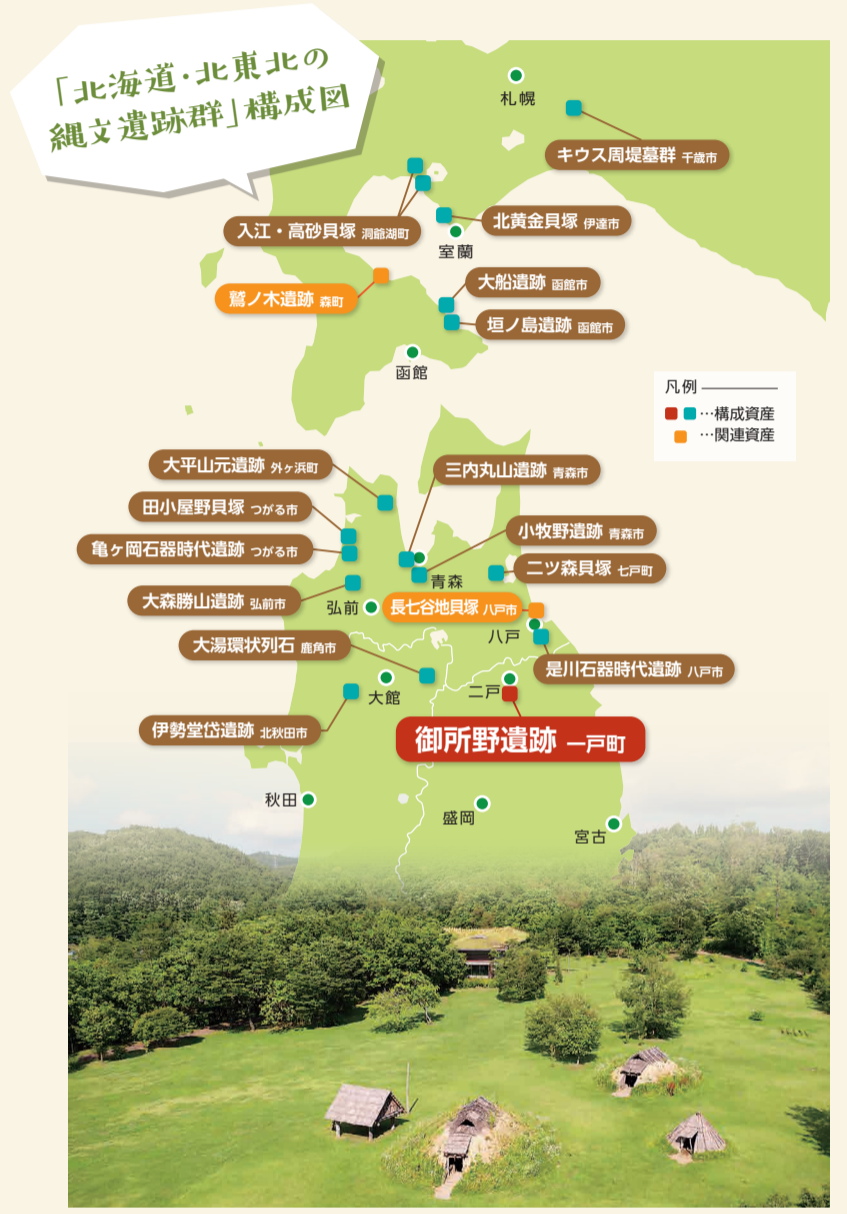 「北海道・北東北の
縄文遺跡群」構成図
札幌
キウス周堤墓群 千歳市
入江・高砂貝塚 洞爺湖町
北黄金貝塚 伊達市
室蘭
鷲ノ木遺跡 森町
大船遺跡 函館市
垣ノ島遺跡 函館市
函館
凡例
…構成資産
…関連資産
大平山元遺跡 外ヶ浜町
三内丸山遺跡 青森市
田小屋野貝塚 つがる市
小牧野遺跡 青森市
亀ヶ岡石器時代遺跡 つがる市
二ツ森貝塚 七戸町
青森
大森勝山遺跡 弘前市
弘前
長七谷地貝塚 八戸市
八戸
大湯環状列石 鹿角市
是川石器時代遺跡 八戸市
大館
二戸
伊勢堂岱遺跡 北秋田市
御所野遺跡 一戸町
秋田
盛岡
宮古